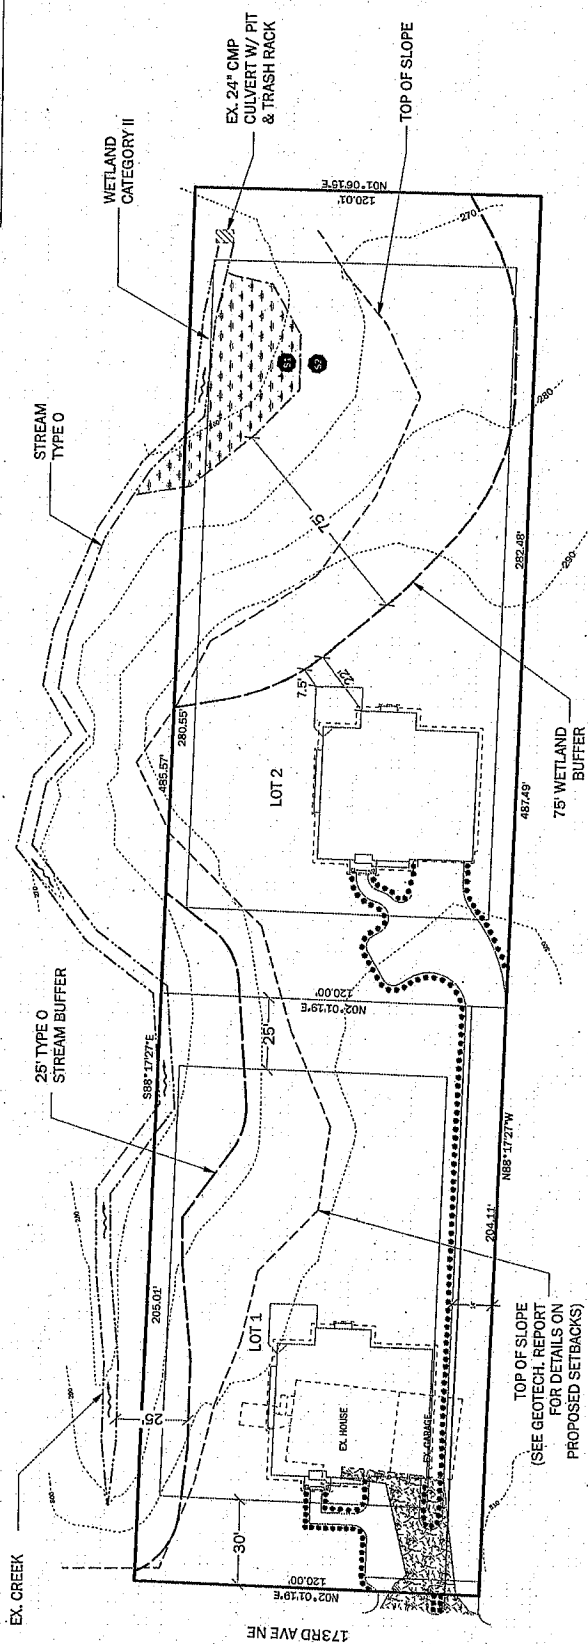 EX. CREEK
25' TYPE O
STREAM BUFFER
STREAM
TYPE O
WETLAND
CATEGORY II
EX. 24" CMP
CULVERT W/ PIT
& TRASH RACK
TOP OF SLOPE
S88°17'27"E
205.01'
485.57'
280.55'
N01°06'15"E
120.01'
270
280
290
S1
S2
75'
22'
7.5'
LOT 2
25'
N02°01'19"E
120.00'
LOT 1
25'
EX. HOUSE
EX. GARAGE
30'
N02°01'19"E
120.00'
173RD AVE NE
282.48'
487.49'
N88°17'27"W
204.11'
75' WETLAND
BUFFER
TOP OF SLOPE
(SEE GEOTECH. REPORT
FOR DETAILS ON
PROPOSED SETBACKS)
310